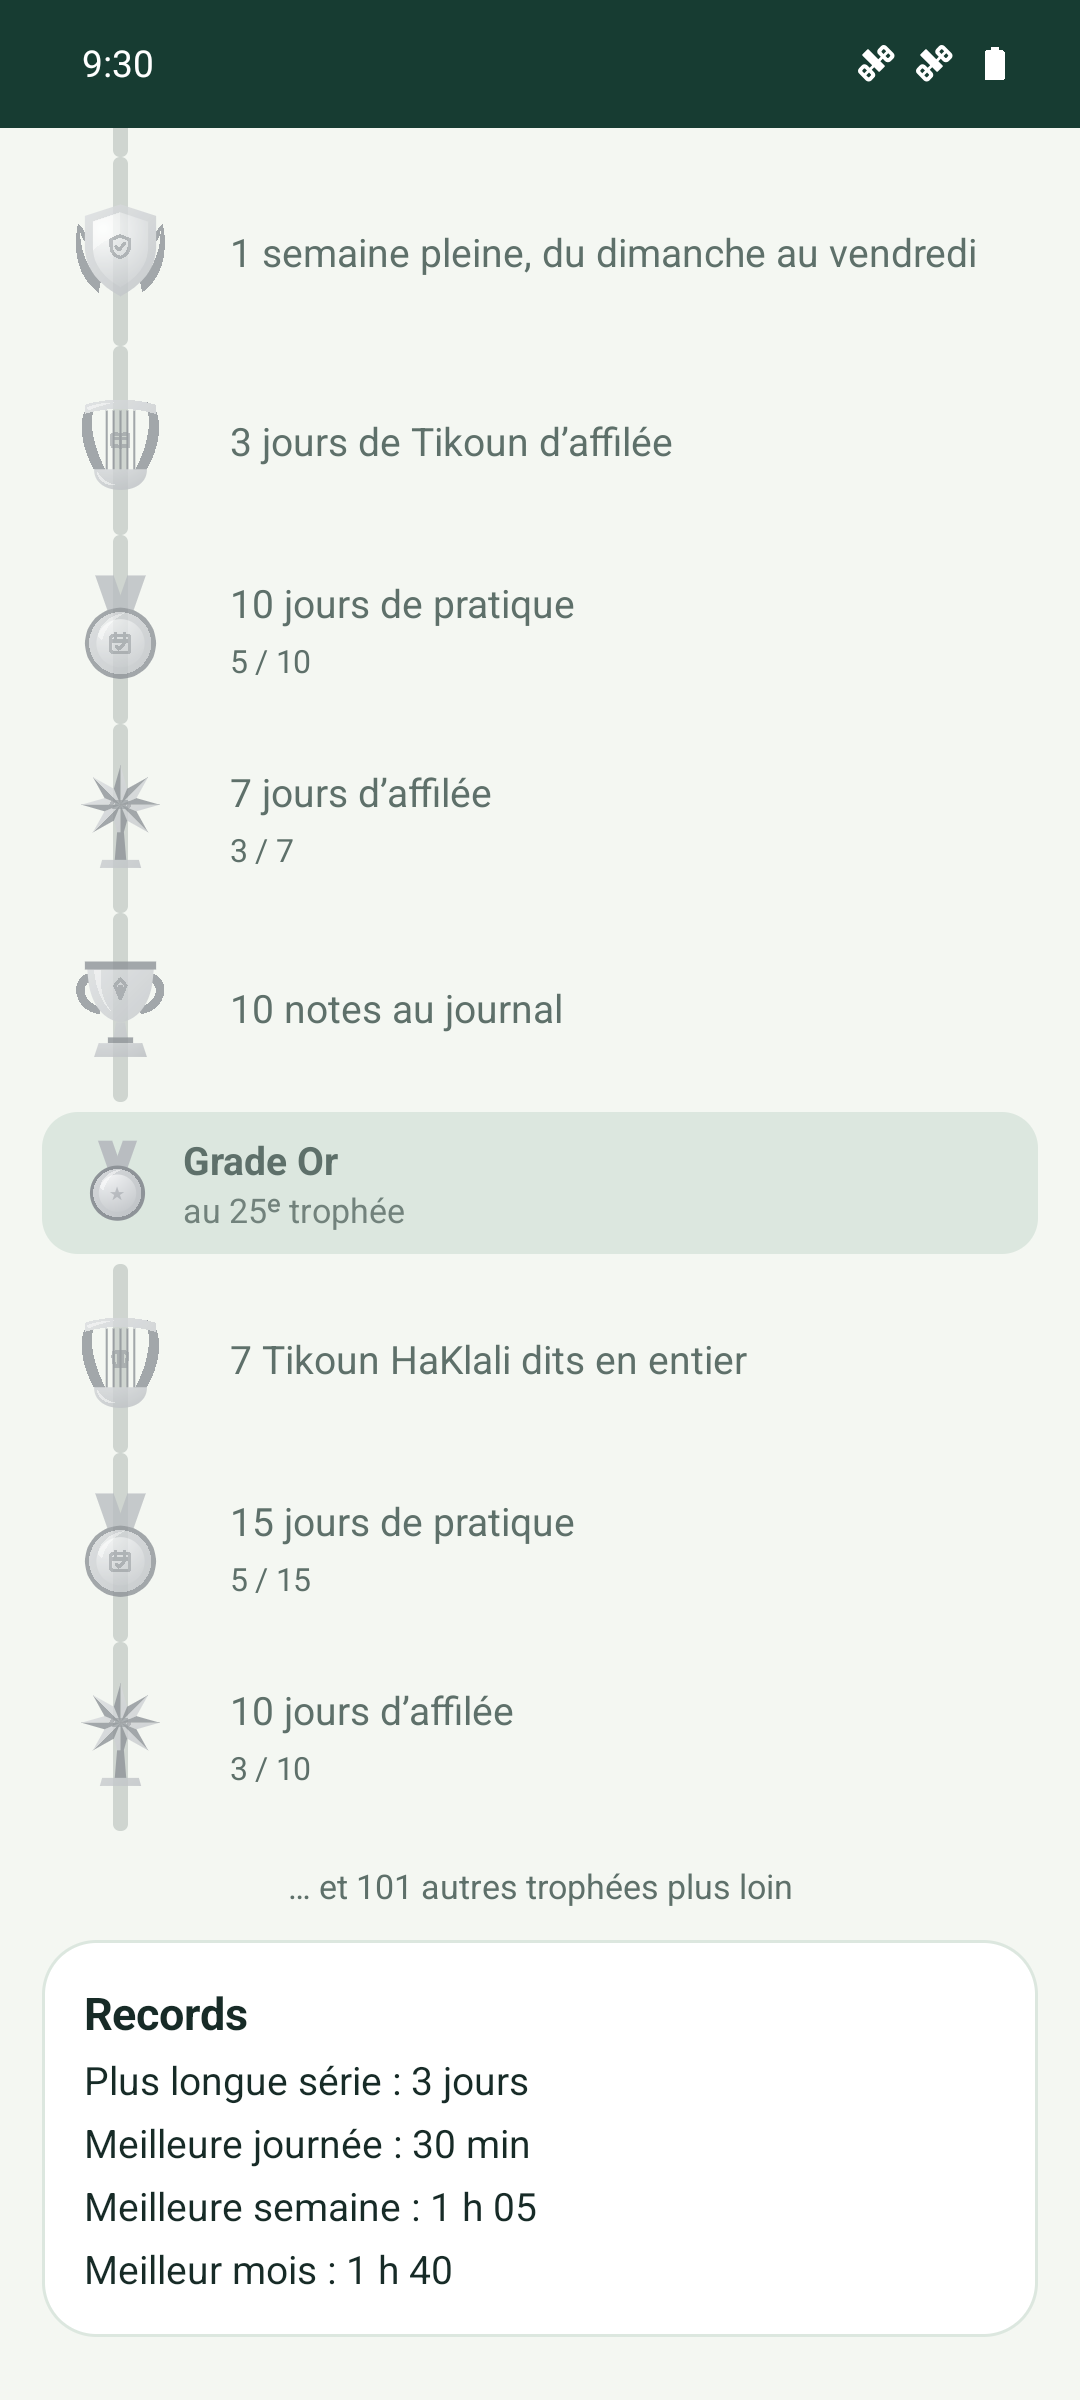 9:30
1 semaine pleine, du dimanche au vendredi
3 jours de Tikoun d’affilée
10 jours de pratique
5 / 10
7 jours d’affilée
3 / 7
10 notes au journal
Grade Or
au 25ᵉ trophée
7 Tikoun HaKlali dits en entier
15 jours de pratique
5 / 15
10 jours d’affilée
3 / 10
… et 101 autres trophées plus loin
Records
Plus longue série : 3 jours
Meilleure journée : 30 min
Meilleure semaine : 1 h 05
Meilleur mois : 1 h 40